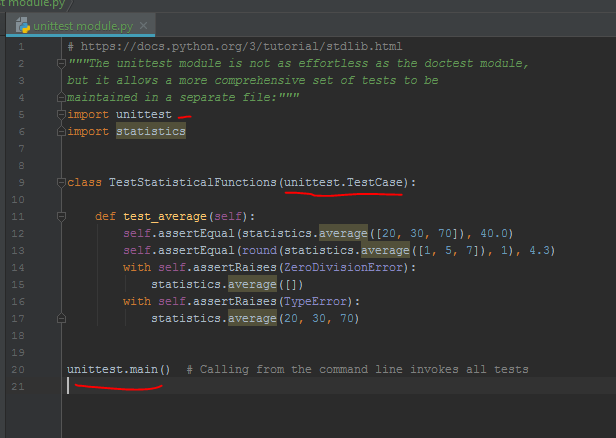 st module.py
unittest module.py
1 # https://docs.python.org/3/tutorial/stdlib.html
2 """The unittest module is not as effortless as the doctest module,
3 but it allows a more comprehensive set of tests to be
4 maintained in a separate file:"""
5 import unittest
6 import statistics
7
8
9 class TestStatisticalFunctions(unittest.TestCase):
10
11 def test_average(self):
12 self.assertEqual(statistics.average([20, 30, 70]), 40.0)
13 self.assertEqual(round(statistics.average([1, 5, 7]), 1), 4.3)
14 with self.assertRaises(ZeroDivisionError):
15 statistics.average([])
16 with self.assertRaises(TypeError):
17 statistics.average(20, 30, 70)
18
19
20 unittest.main() # Calling from the command line invokes all tests
21